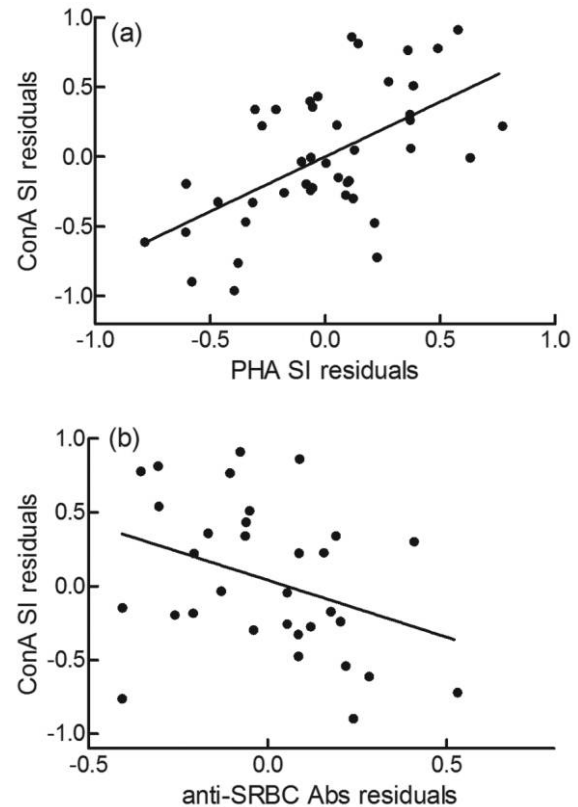 (a)
ConA SI residuals
1.0
0.5
0.0
-0.5
-1.0
-1.0 -0.5 0.0 0.5 1.0
PHA SI residuals
(b)
ConA SI residuals
1.0
0.5
0.0
-0.5
-1.0
-0.5 0.0 0.5
anti-SRBC Abs residuals